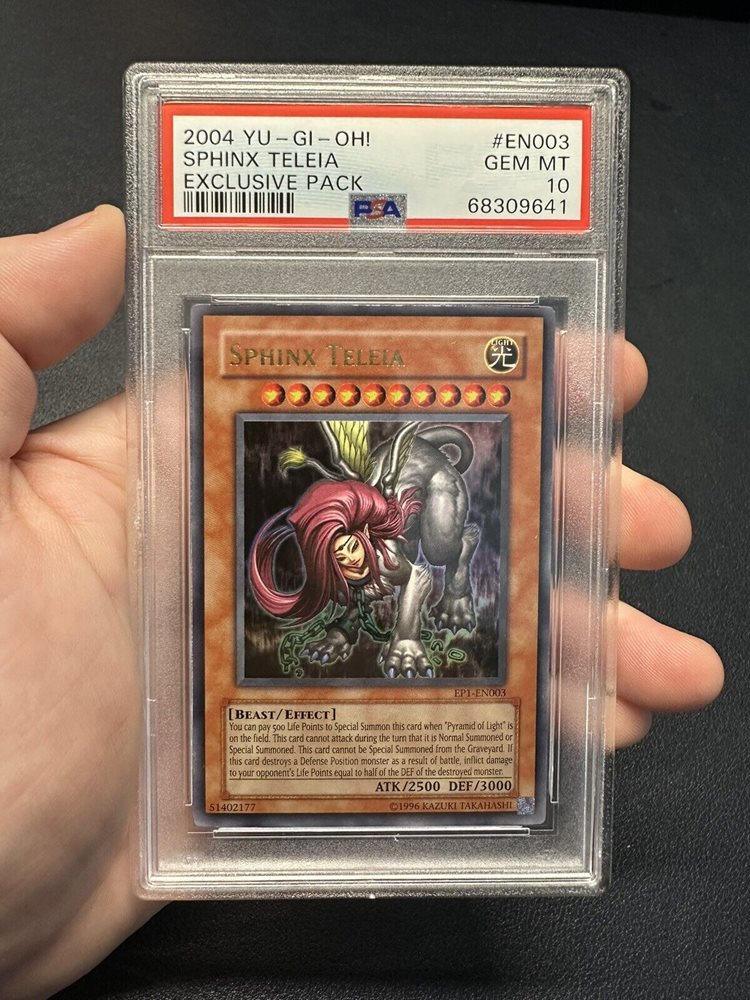 2004 YU-GI-OH! #EN003
SPHINX TELEIA GEM MT
EXCLUSIVE PACK 10
PSA 68309641
SPHINX TELEIA
LIGHT
光
EP1-EN003
[BEAST/EFFECT]
You can pay 500 Life Points to Special Summon this card when "Pyramid of Light" is
on the field. This card cannot attack during the turn that it is Normal Summoned or
Special Summoned. This card cannot be Special Summoned from the Graveyard. If
this card destroys a Defense Position monster as a result of battle, inflict damage
to your opponent's Life Points equal to half of the DEF of the destroyed monster.
ATK/2500 DEF/3000
51402177 ©1996 KAZUKI TAKAHASHI